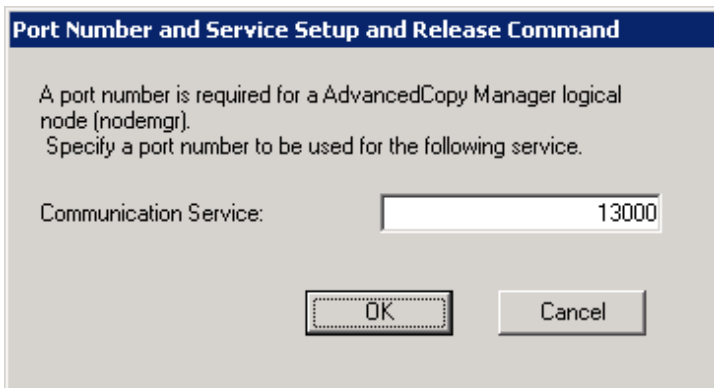 Port Number and Service Setup and Release Command
A port number is required for a AdvancedCopy Manager logical
node (nodemgr).
Specify a port number to be used for the following service.
Communication Service:
13000
OK
Cancel